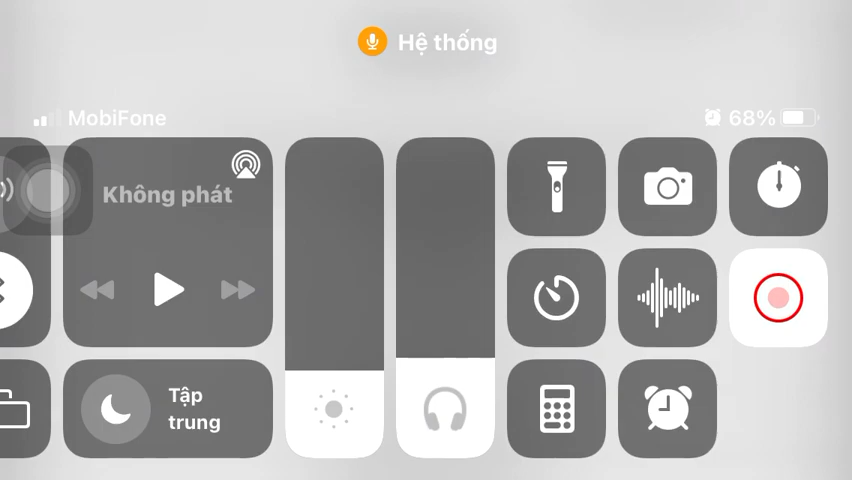 Hệ thống
MobiFone
68%
Không phát
Tập
trung